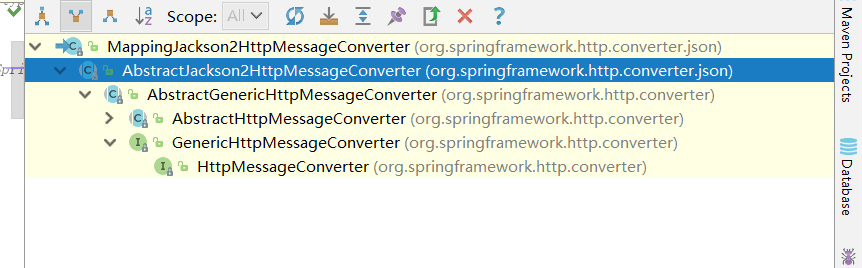 Scope: All
MappingJackson2HttpMessageConverter (org.springframework.http.converter.json)
AbstractJackson2HttpMessageConverter (org.springframework.http.converter.json)
AbstractGenericHttpMessageConverter (org.springframework.http.converter)
AbstractHttpMessageConverter (org.springframework.http.converter)
GenericHttpMessageConverter (org.springframework.http.converter)
HttpMessageConverter (org.springframework.http.converter)
Maven Projects
Database